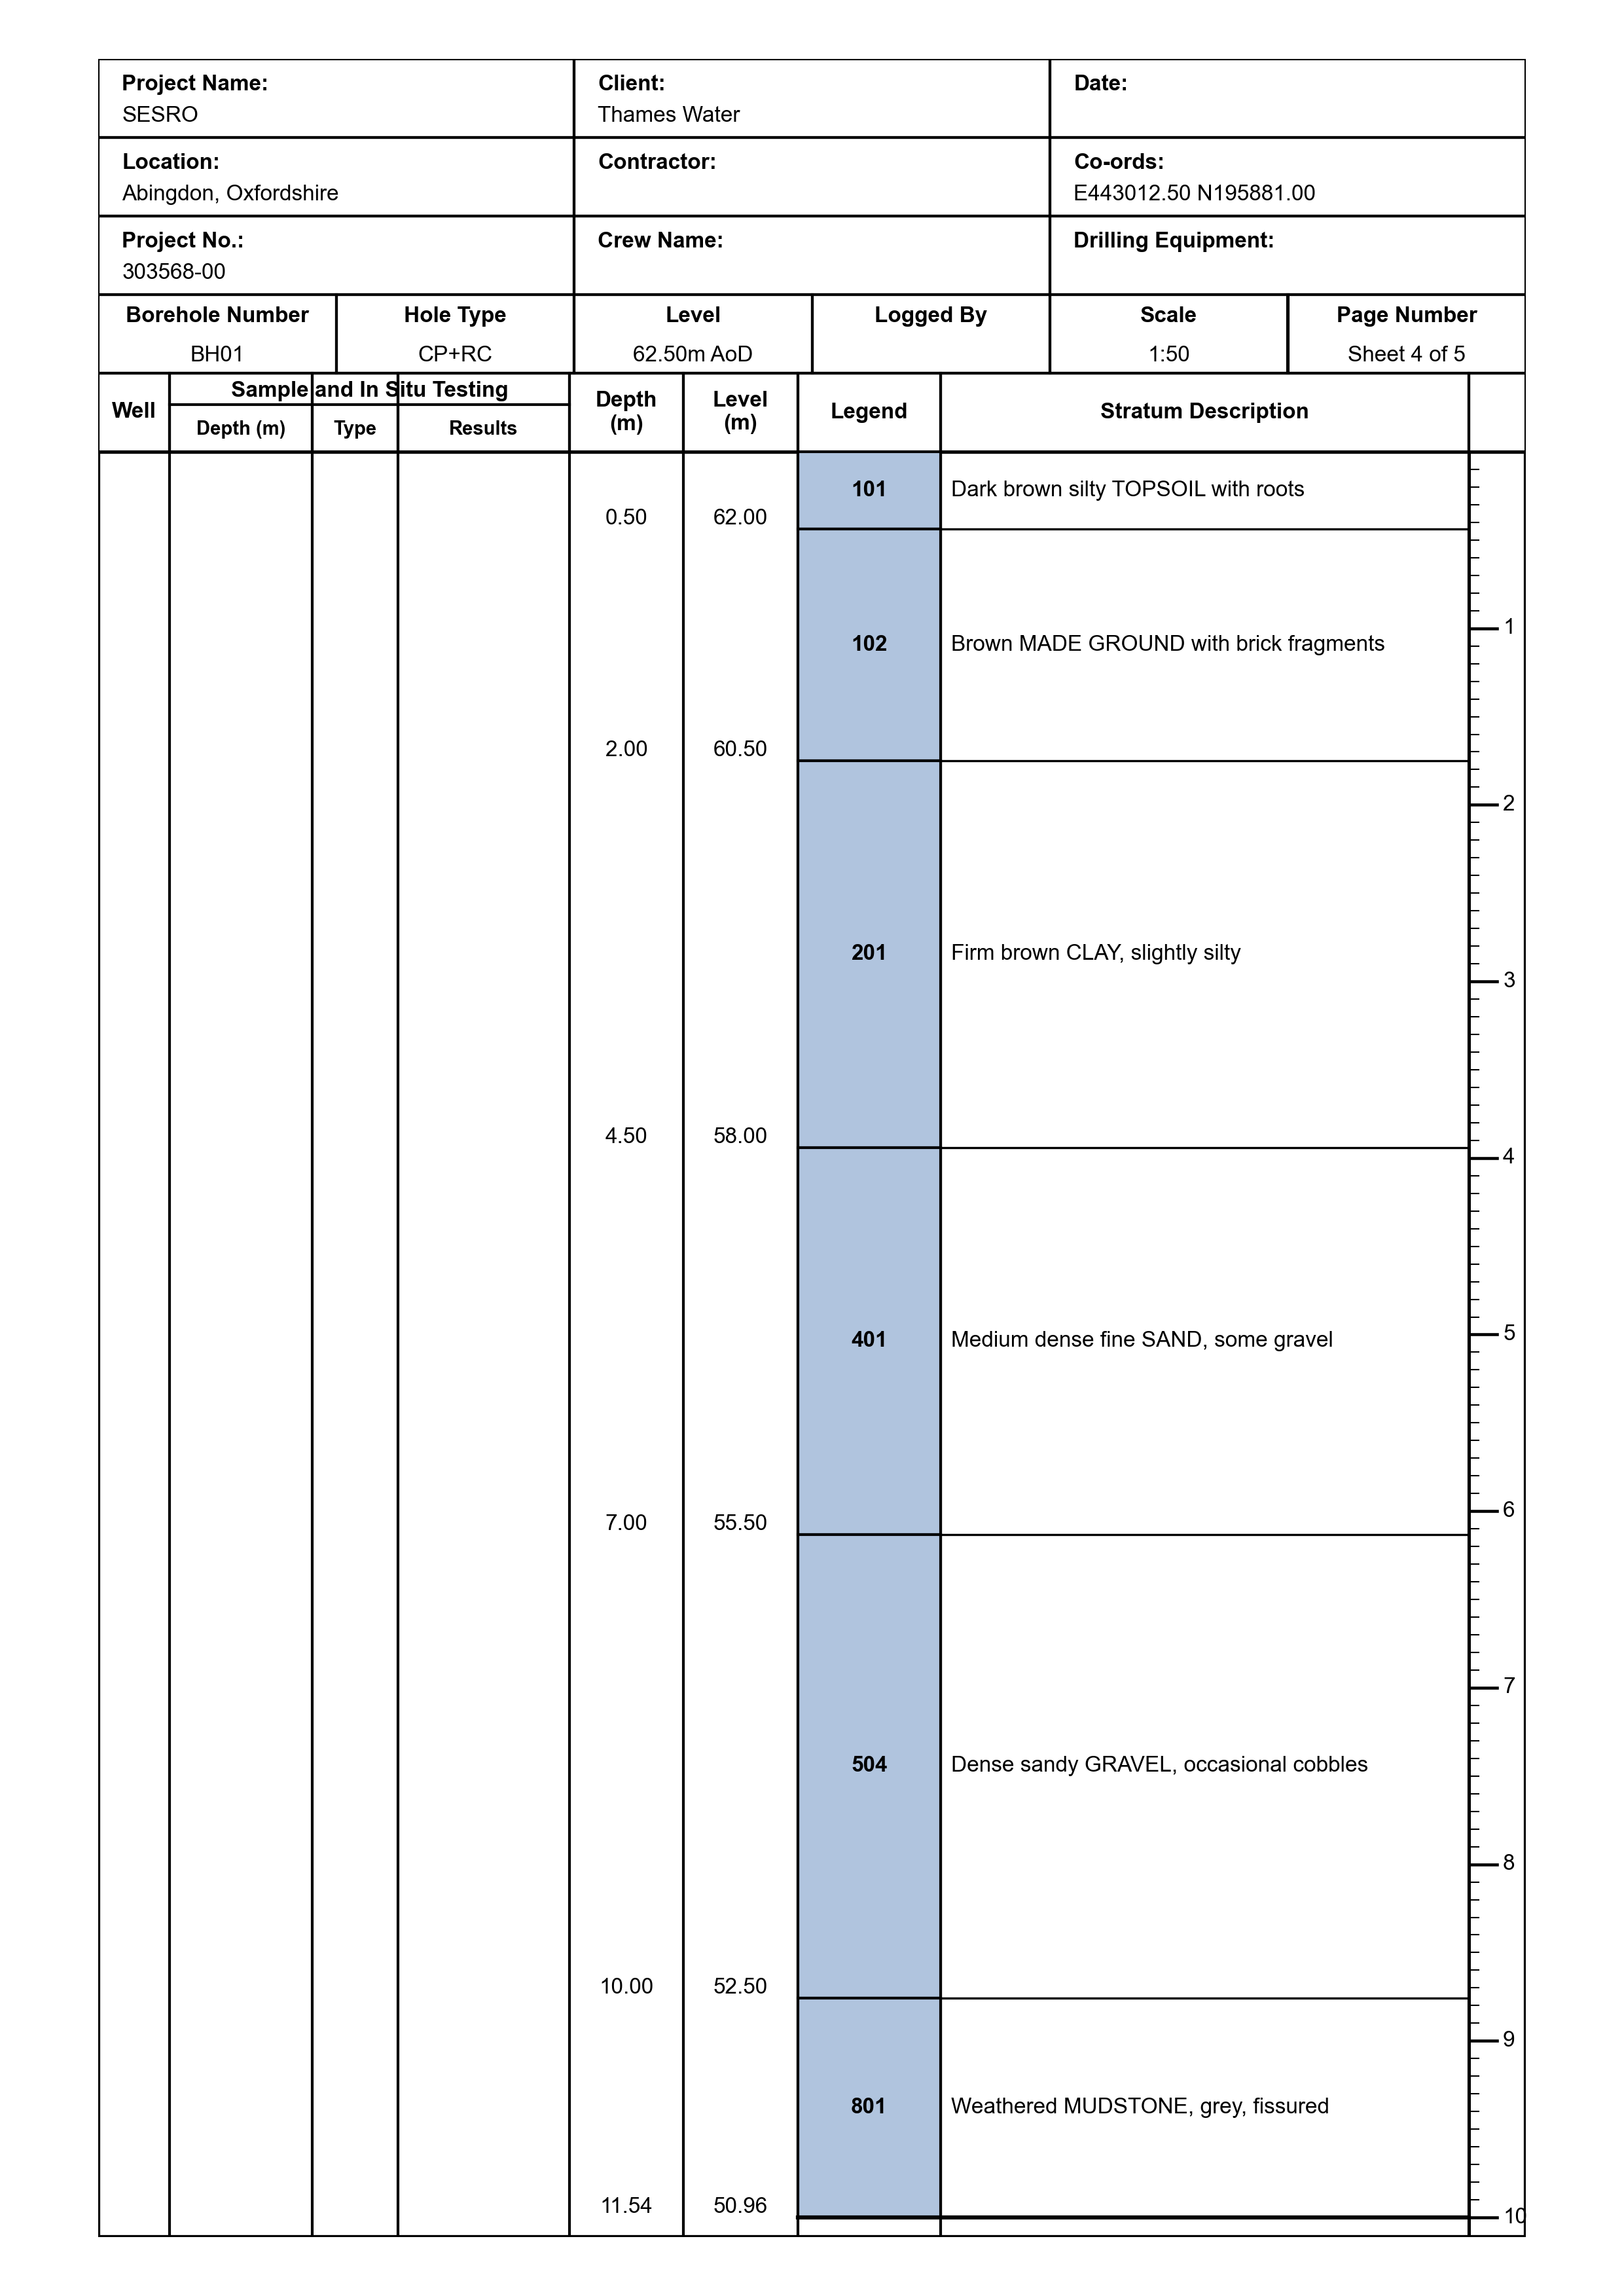 Project Name:
SESRO
Client:
Thames Water
Date:
Location:
Abingdon, Oxfordshire
Contractor:
Co-ords:
E443012.50 N195881.00
Project No.:
303568-00
Crew Name:
Drilling Equipment:
Borehole Number
BH01
Hole Type
CP+RC
Level
62.50m AoD
Logged By
Scale
1:50
Page Number
Sheet 4 of 5
Well
Sample and In Situ Testing
Depth (m)
Type
Results
Depth
(m)
Level
(m)
Legend
Stratum Description
101
Dark brown silty TOPSOIL with roots
0.50
62.00
102
Brown MADE GROUND with brick fragments
1
2.00
60.50
2
201
Firm brown CLAY, slightly silty
3
4.50
58.00
4
401
Medium dense fine SAND, some gravel
5
6
7.00
55.50
7
504
Dense sandy GRAVEL, occasional cobbles
8
10.00
52.50
9
801
Weathered MUDSTONE, grey, fissured
11.54
50.96
10